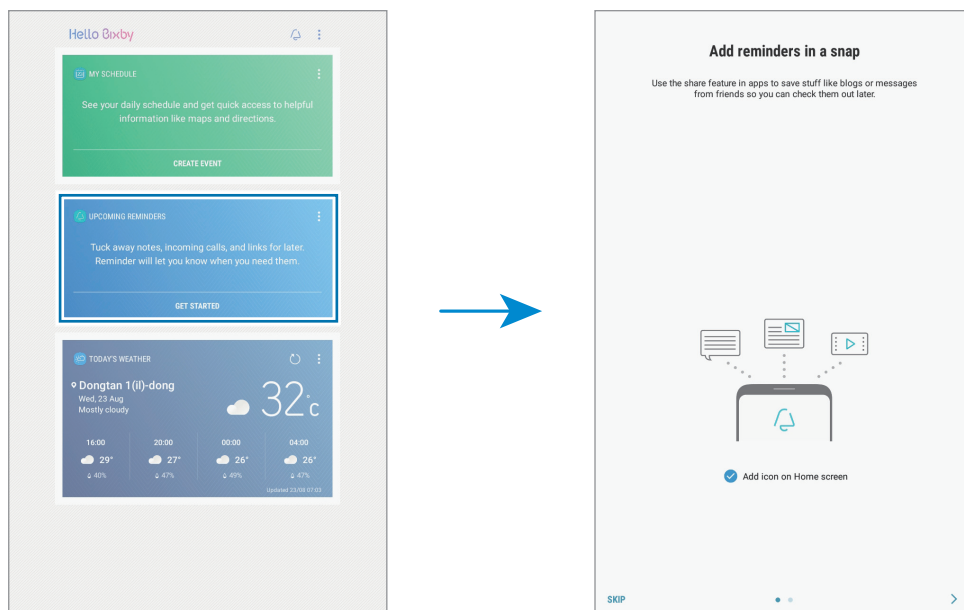 Hello Bixby
MY SCHEDULE
See your daily schedule and get quick access to helpful
information like maps and directions.
CREATE EVENT
UPCOMING REMINDERS
Tuck away notes, incoming calls, and links for later.
Reminder will let you know when you need them.
GET STARTED
TODAY'S WEATHER
Dongtan 1(il)-dong
Wed, 23 Aug
Mostly cloudy
32°c
16:00 20:00 00:00 04:00
29° 27° 26° 26°
40% 47% 49% 47%
Updated 23/08 07:03
Add reminders in a snap
Use the share feature in apps to save stuff like blogs or messages
from friends so you can check them out later.
Add icon on Home screen
SKIP